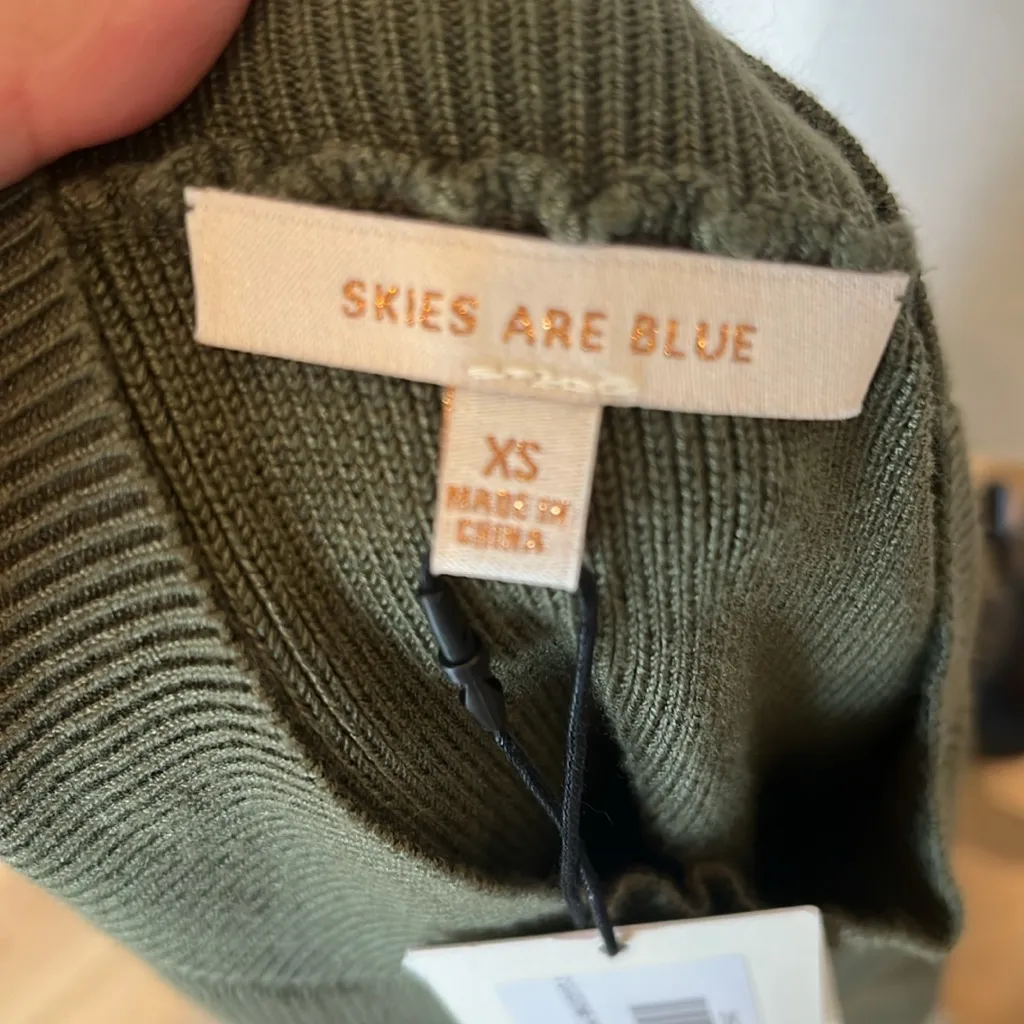 SKIES ARE BLUE
XS
MADE IN
CHINA